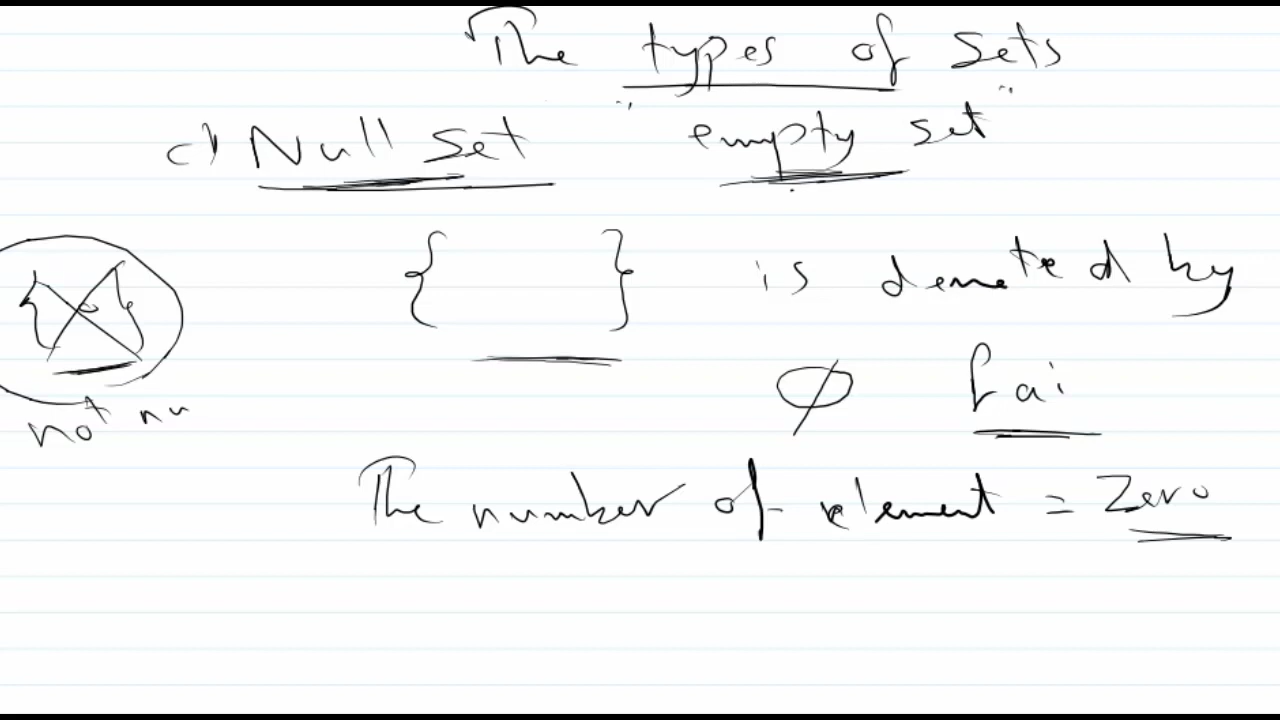 The types of sets
c) Null set "empty set"
{ } is denoted by
{0}
Ø fai
not nu
The number of element = Zero